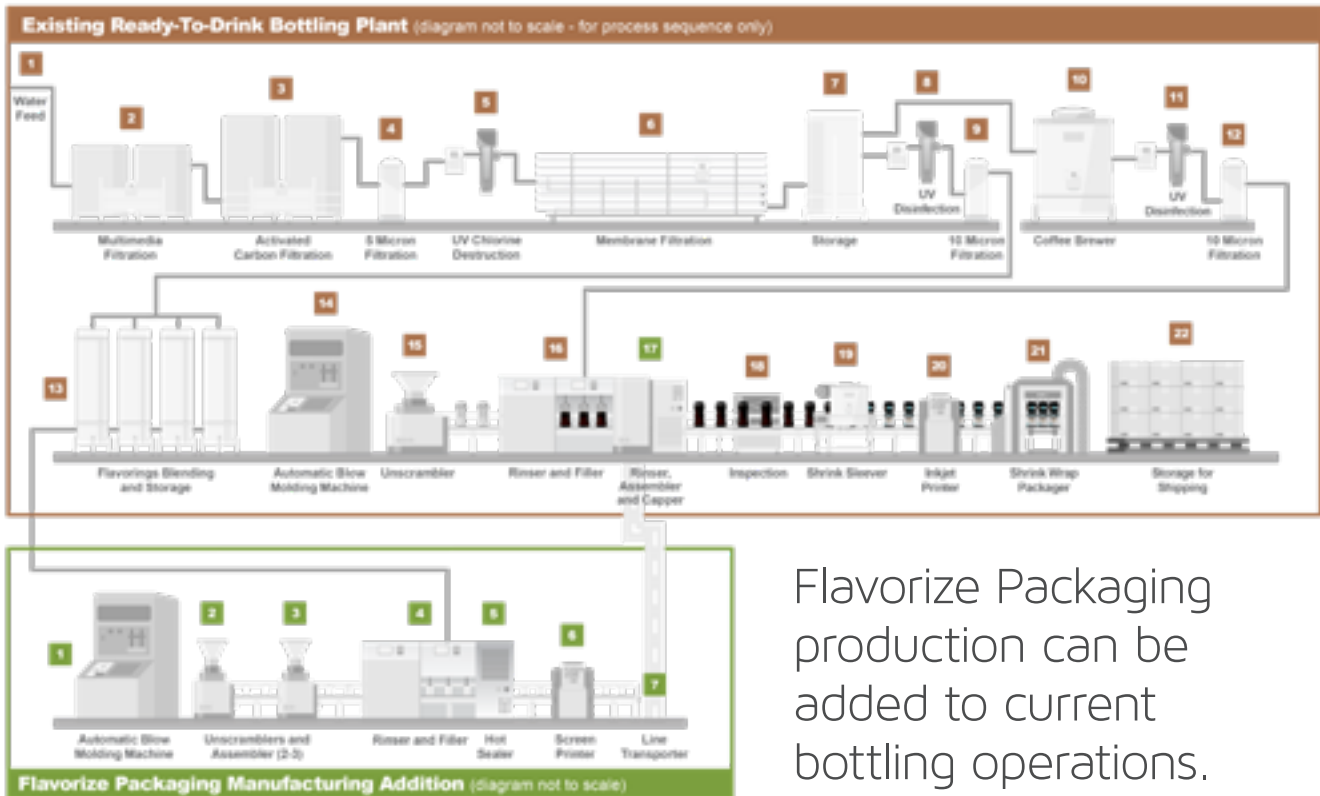 Existing Ready-To-Drink Bottling Plant (diagram not to scale - for process sequence only)
1
Water
Feed
2
3
4
5
6
7
8
9
10
11
12
Multimedia
Filtration
Activated
Carbon Filtration
5 Micron
Filtration
UV Chlorine
Destruction
Membrane Filtration
Storage
UV
Disinfection
10 Micron
Filtration
Coffee Brewer
UV
Disinfection
10 Micron
Filtration
13
14
15
16
17
18
19
20
21
22
Flavorings Blending
and Storage
Automatic Blow
Molding Machine
Unscrambler
Rinser and Filler
Rinser,
Assembler
and Capper
Inspection
Shrink Sleever
Inkjet
Printer
Shrink Wrap
Packager
Storage for
Shipping
1
2
3
4
5
6
7
Automatic Blow
Molding Machine
Unscramblers and
Assembler (2-3)
Rinser and Filler
Hot
Sealer
Screen
Printer
Line
Transporter
Flavorize Packaging Manufacturing Addition (diagram not to scale)
Flavorize Packaging
production can be
added to current
bottling operations.